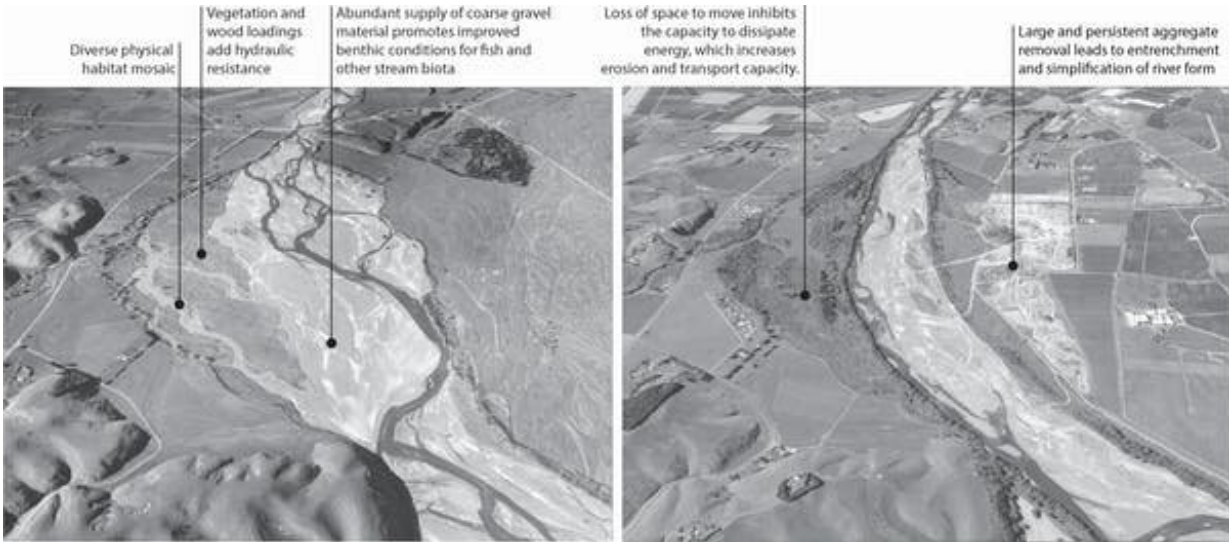 Diverse physical
habitat mosaic
Vegetation and
wood loadings
add hydraulic
resistance
Abundant supply of coarse gravel
material promotes improved
benthic conditions for fish and
other stream biota
Loss of space to move inhibits
the capacity to dissipate
energy, which increases
erosion and transport capacity.
Large and persistent aggregate
removal leads to entrenchment
and simplification of river form